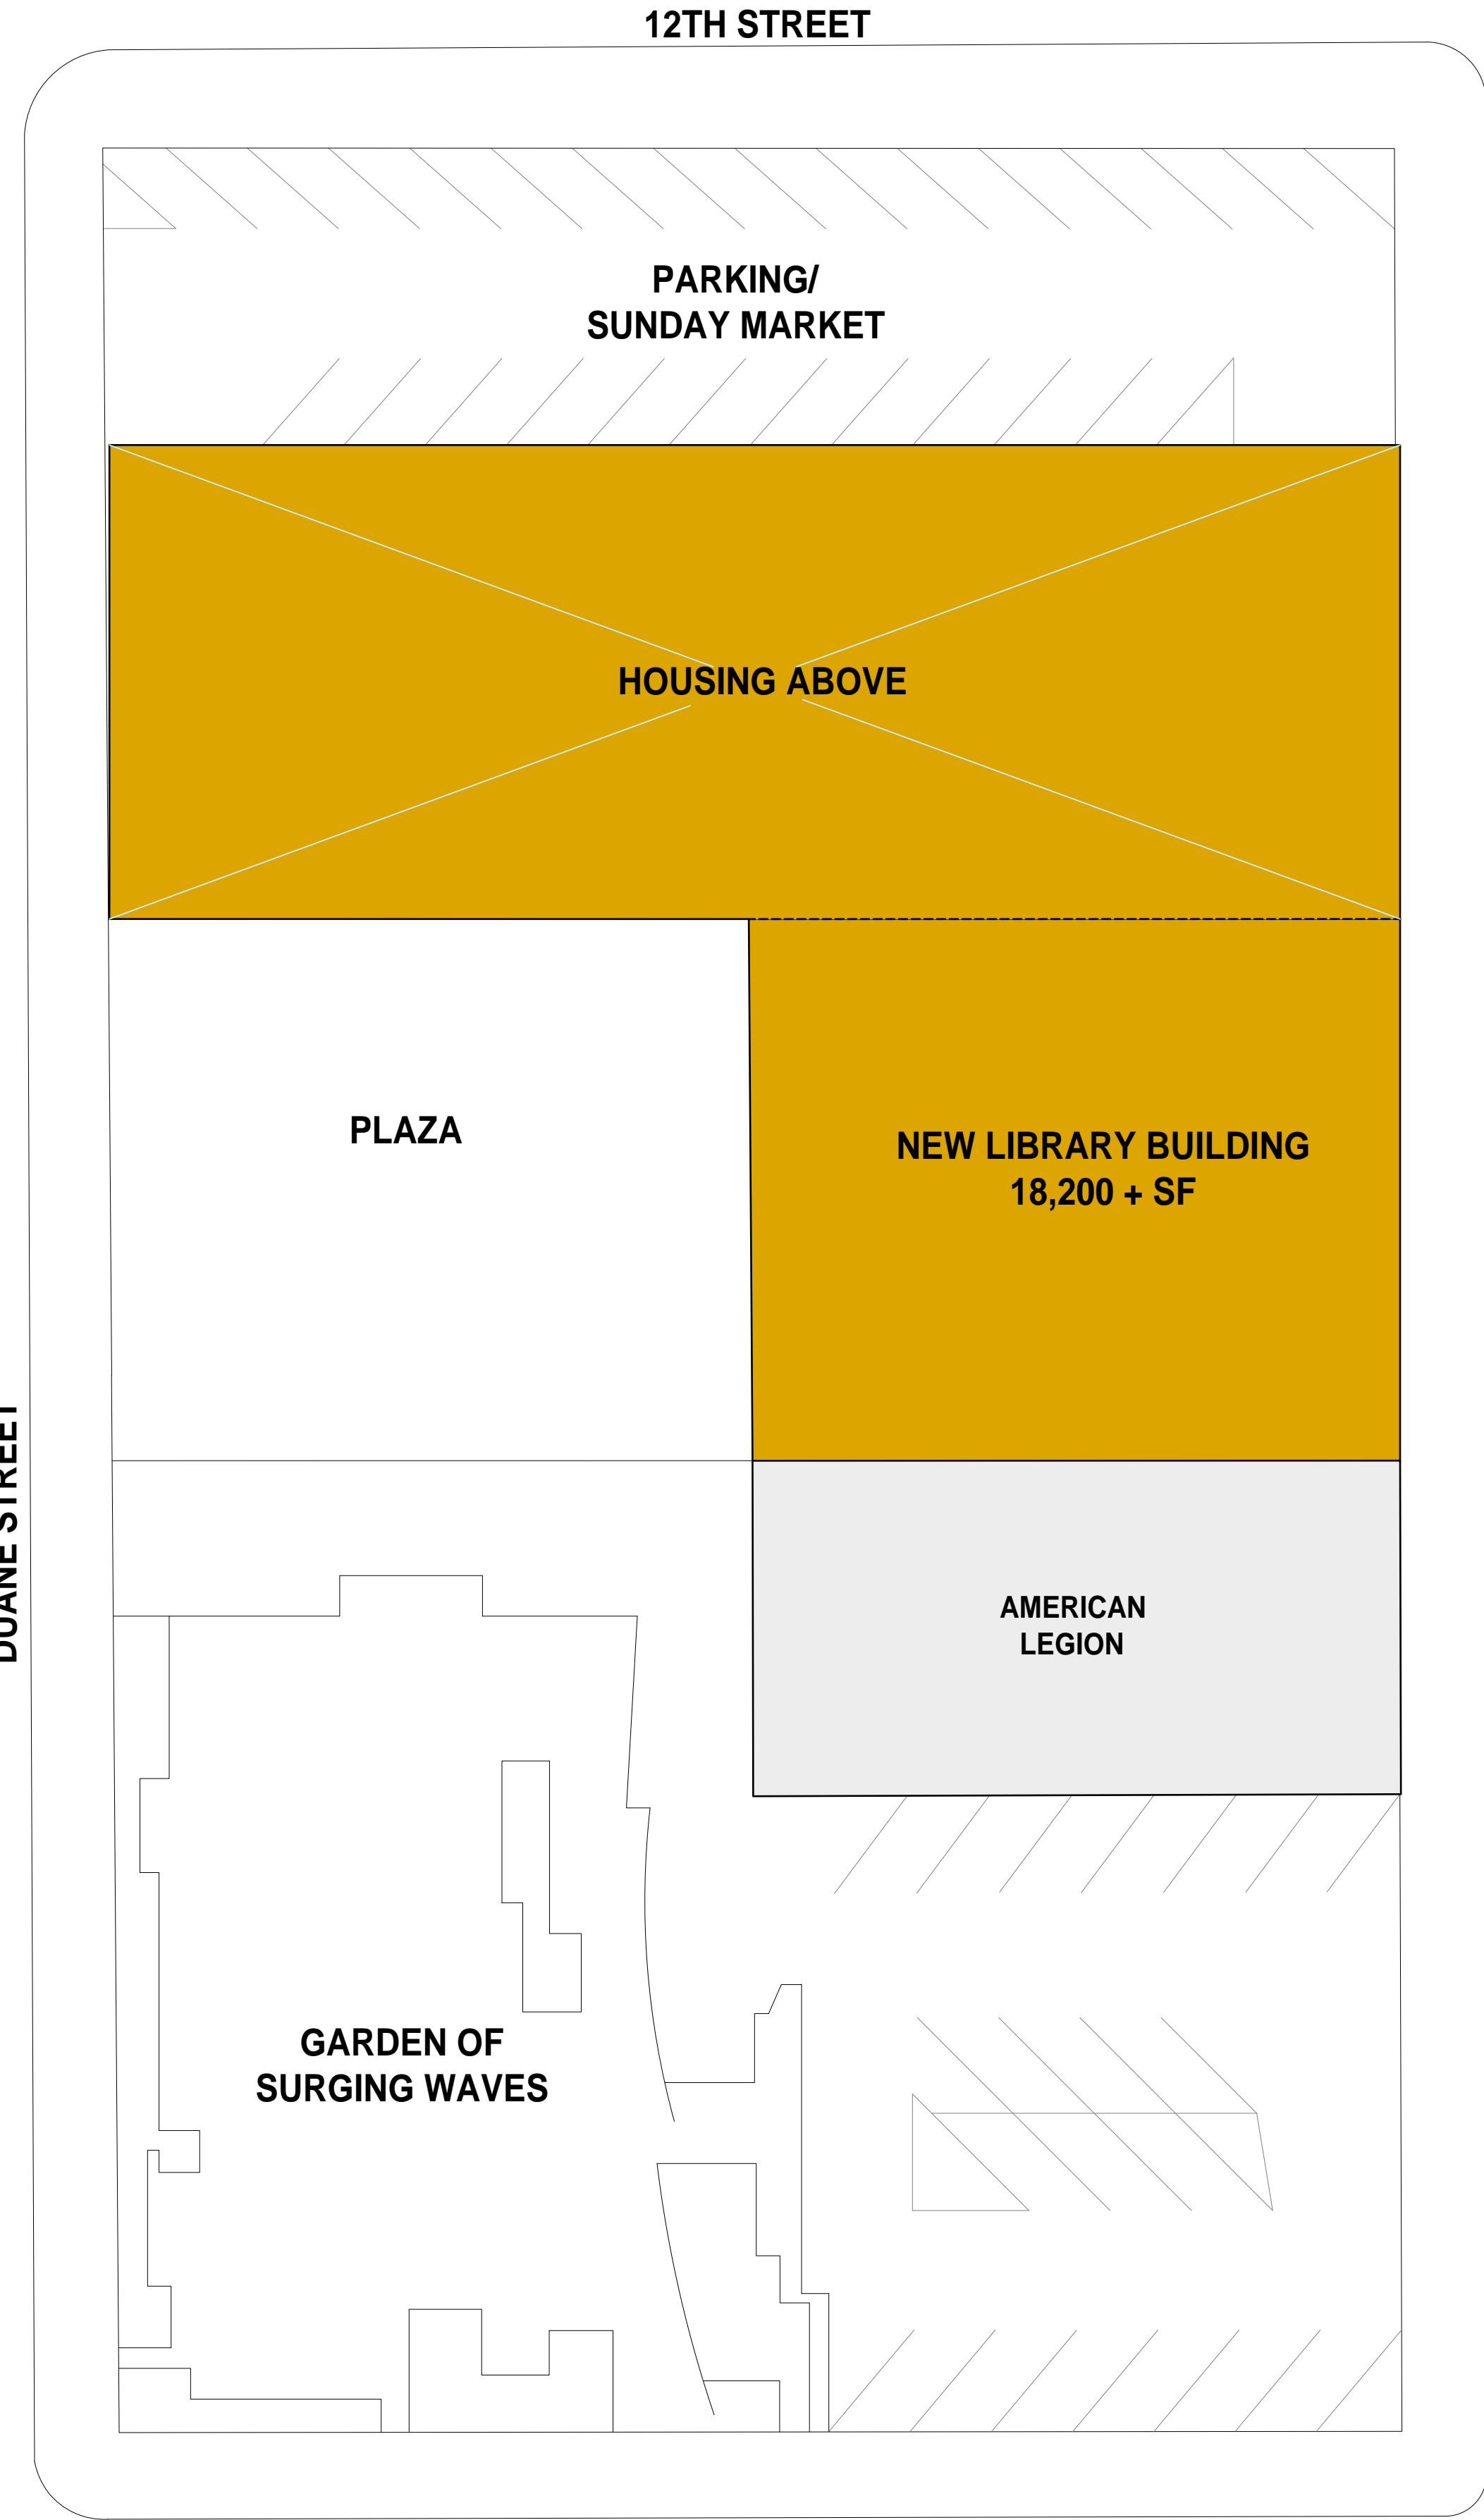 12TH STREET
PARKING/
SUNDAY MARKET
HOUSING ABOVE
PLAZA
NEW LIBRARY BUILDING
18,200 + SF
DUANE STREET
AMERICAN
LEGION
GARDEN OF
SURGING WAVES